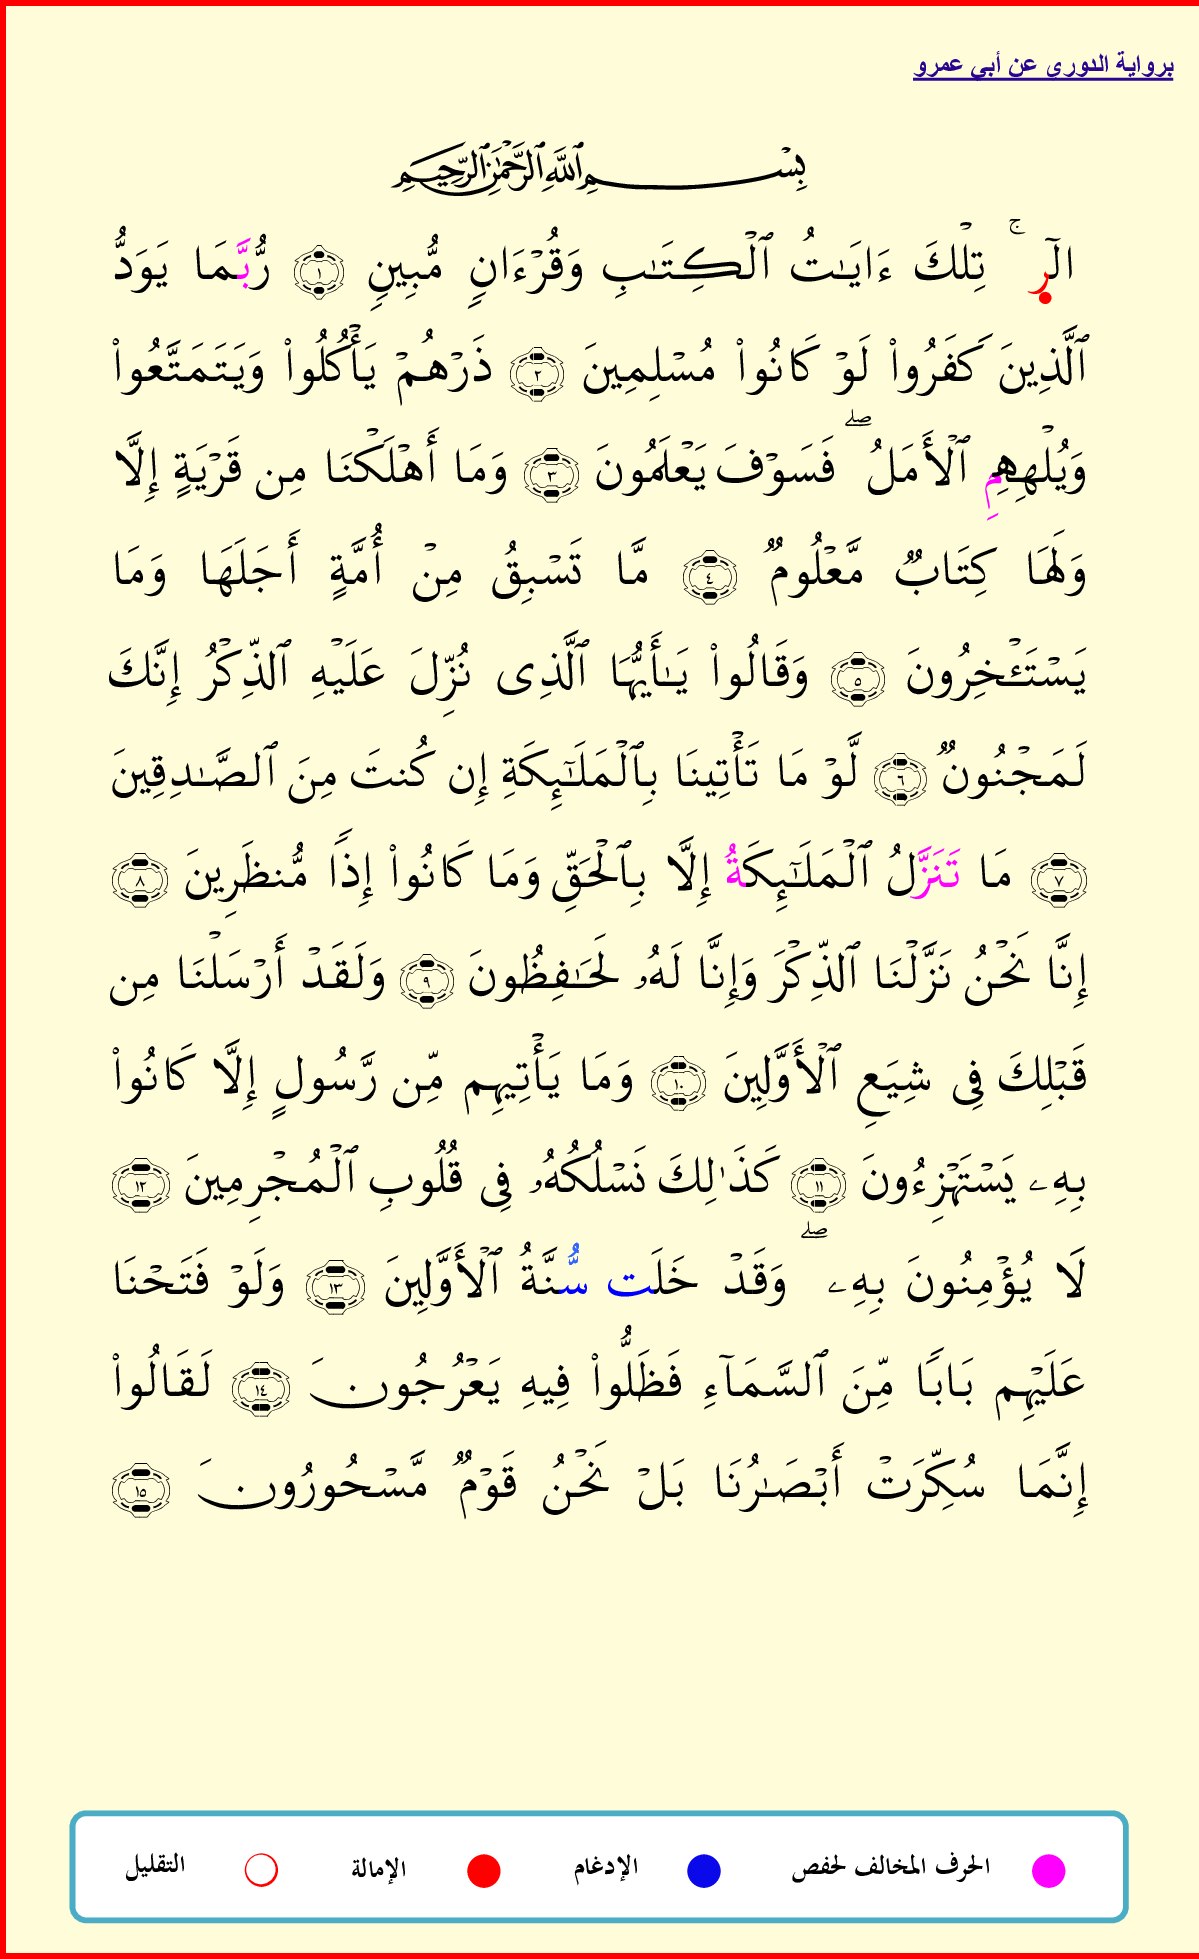 برواية الدورى عن أبي عمرو
بِسْمِ ٱللَّهِ ٱلرَّحْمَٰنِ ٱلرَّحِيمِ
الٓرۚ تِلْكَ ءَايَٰتُ ٱلْكِتَٰبِ وَقُرْءَانٍ مُّبِينٍ ١ رُّبَّمَا يَوَدُّ
ٱلَّذِينَ كَفَرُوا۟ لَوْ كَانُوا۟ مُسْلِمِينَ ٢ ذَرْهُمْ يَأْكُلُوا۟ وَيَتَمَتَّعُوا۟
وَيُلْهِهِمِ ٱلْأَمَلُۖ فَسَوْفَ يَعْلَمُونَ ٣ وَمَا أَهْلَكْنَا مِن قَرْيَةٍ إِلَّا
وَلَهَا كِتَابٌ مَّعْلُومٌ ٤ مَّا تَسْبِقُ مِنْ أُمَّةٍ أَجَلَهَا وَمَا
يَسْتَـْٔخِرُونَ ٥ وَقَالُوا۟ يَٰأَيُّهَا ٱلَّذِى نُزِّلَ عَلَيْهِ ٱلذِّكْرُ إِنَّكَ
لَمَجْنُونٌ ٦ لَّوْ مَا تَأْتِينَا بِٱلْمَلَٰٓئِكَةِ إِن كُنتَ مِنَ ٱلصَّٰدِقِينَ
٧ مَا تَنَزَّلُ ٱلْمَلَٰٓئِكَةُ إِلَّا بِٱلْحَقِّ وَمَا كَانُوا۟ إِذًا مُّنظَرِينَ ٨
إِنَّا نَحْنُ نَزَّلْنَا ٱلذِّكْرَ وَإِنَّا لَهُۥ لَحَٰفِظُونَ ٩ وَلَقَدْ أَرْسَلْنَا مِن
قَبْلِكَ فِى شِيَعِ ٱلْأَوَّلِينَ ١٠ وَمَا يَأْتِيهِم مِّن رَّسُولٍ إِلَّا كَانُوا۟
بِهِۦ يَسْتَهْزِءُونَ ١١ كَذَٰلِكَ نَسْلُكُهُۥ فِى قُلُوبِ ٱلْمُجْرِمِينَ ١٢
لَا يُؤْمِنُونَ بِهِۦۖ وَقَدْ خَلَت سُّنَّةُ ٱلْأَوَّلِينَ ١٣ وَلَوْ فَتَحْنَا
عَلَيْهِم بَابًا مِّنَ ٱلسَّمَآءِ فَظَلُّوا۟ فِيهِ يَعْرُجُونَ ١٤ لَقَالُوا۟
إِنَّمَا سُكِّرَتْ أَبْصَٰرُنَا بَلْ نَحْنُ قَوْمٌ مَّسْحُورُونَ ١٥
الحرف المخالف لحفص الإدغام الإمالة التقليل